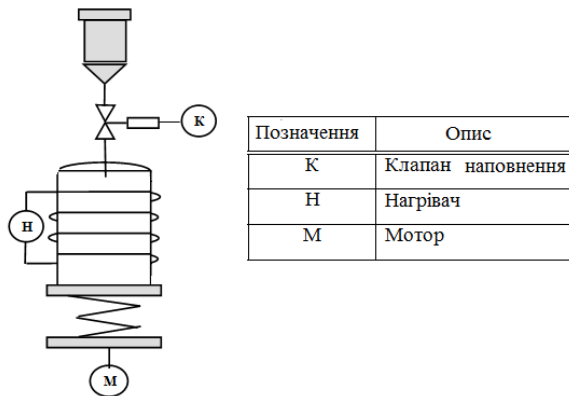 К
Н
М
Позначення Опис
К Клапан наповнення
Н Нагрівач
М Мотор